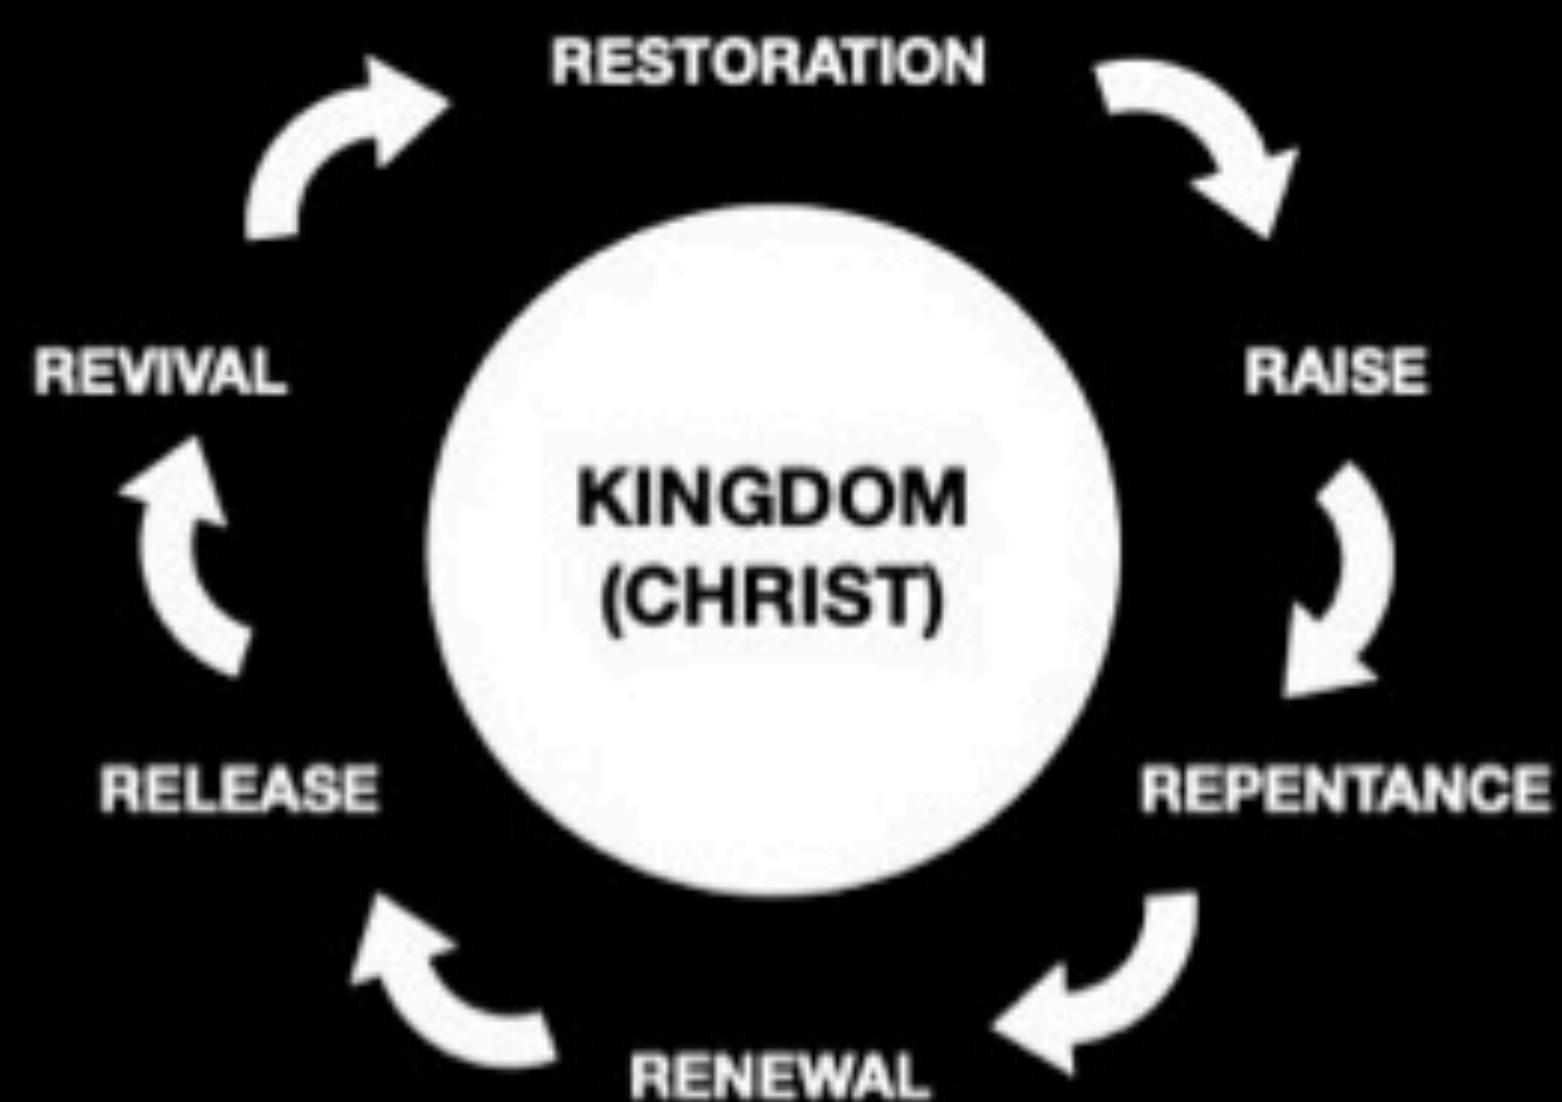 RESTORATION
REVIVAL
RAISE
KINGDOM
(CHRIST)
RELEASE
REPENTANCE
RENEWAL